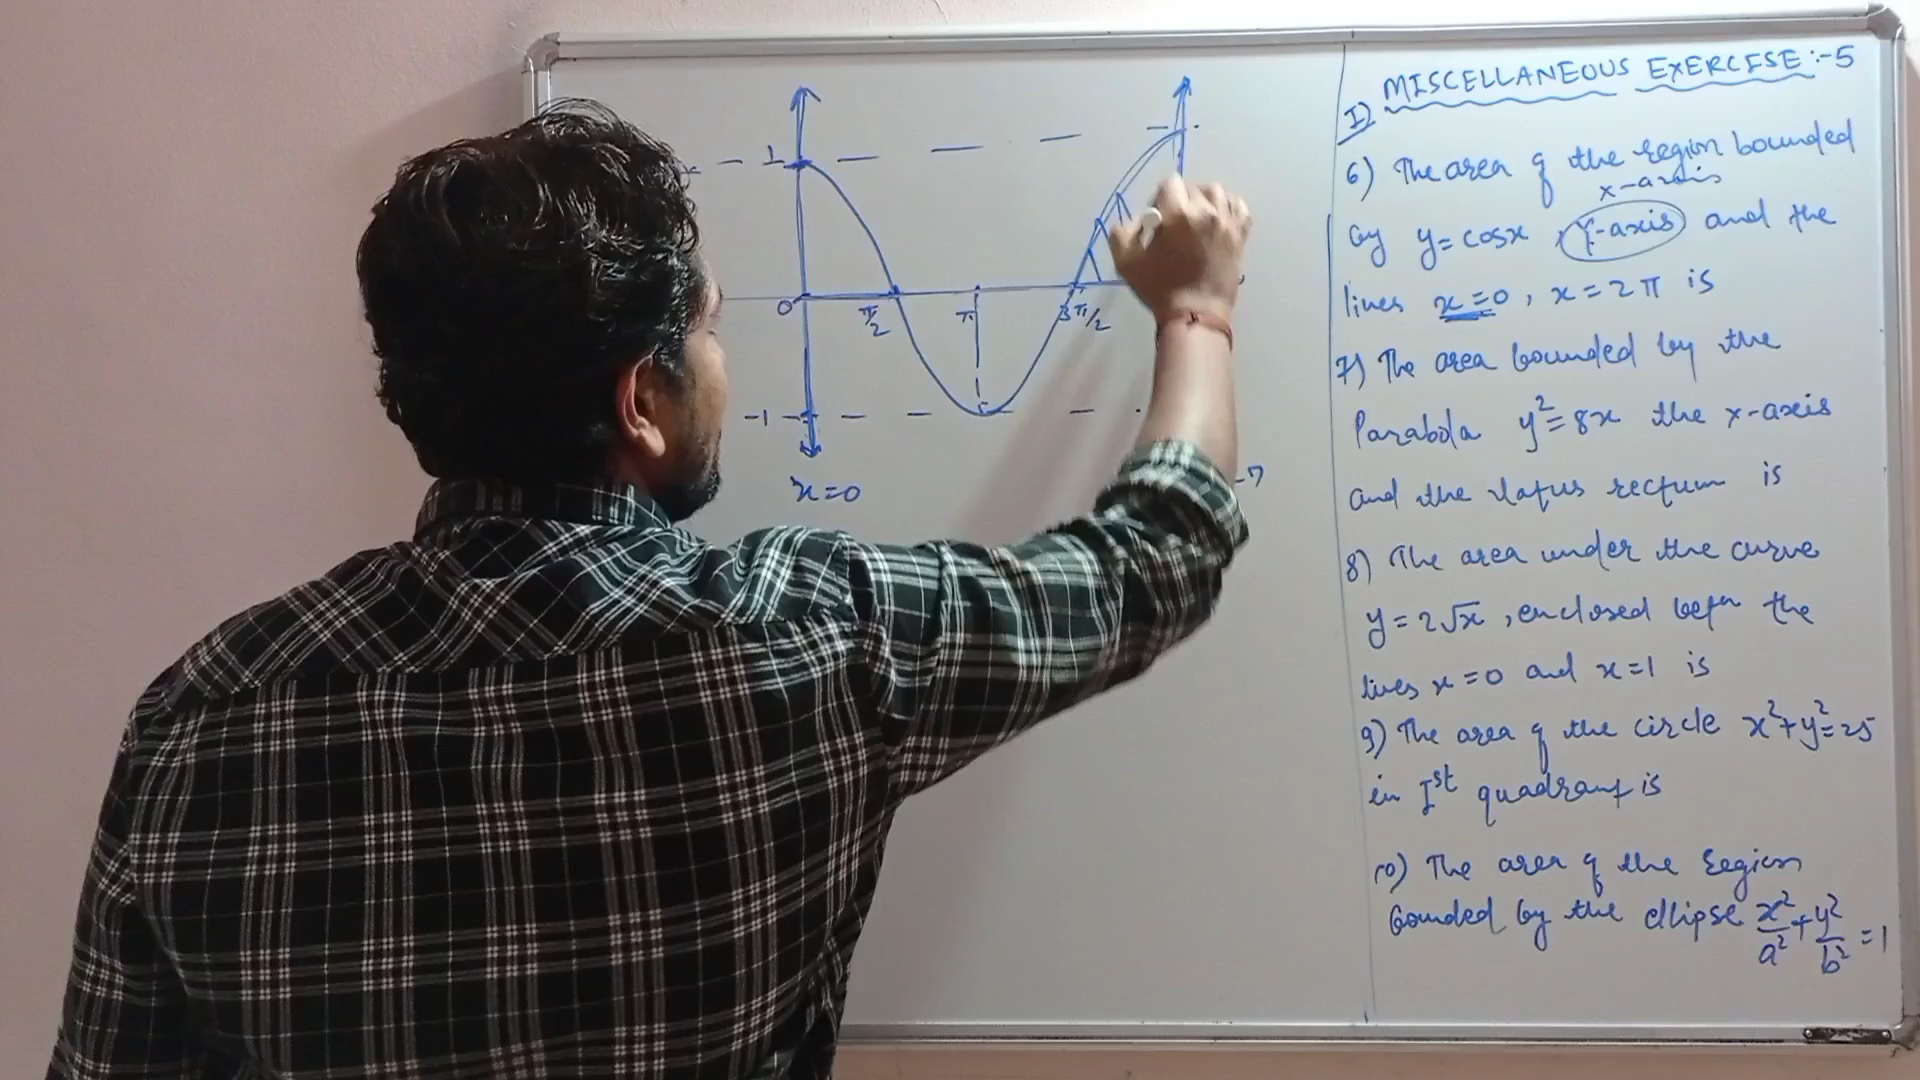 1
0
π/2
π
3π/2
-1
x=0
MISCELLANEOUS EXERCISE :-5
I)
6) The area of the region bounded
x-axis
by y=cosx , Y-axis and the
lines x=0, x=2π is
7) The area bounded by the
Parabola y²=8x the x-axis
and the latus rectum is
8) The area under the curve
y=2√x , enclosed betn the
lines x=0 and x=1 is
9) The area of the circle x²+y²=25
in Ist quadrant is
10) The area of the region
bounded by the ellipse x²/a²+y²/b²=1